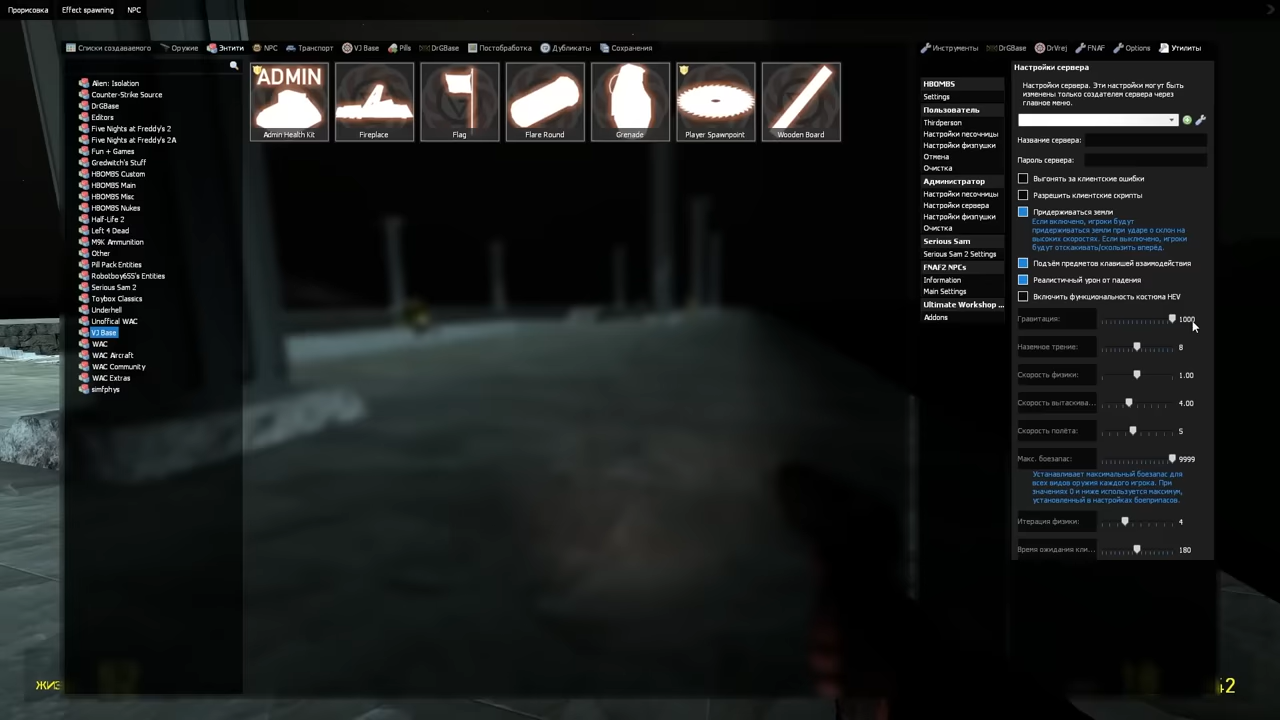 Прорисовка Effect spawning NPC
Списки создаваемого Оружие Энтити NPC Транспорт VJ Base Pills DrGBase Постобработка Дубликаты Сохранения
Инструменты DrGBase DrVrej FNAF Options Утилиты
Alien: Isolation
Counter-Strike Source
DrGBase
Editors
Five Nights at Freddy's 2
Five Nights at Freddy's 2A
Fun + Games
Gredwitch's Stuff
HBOMBS Custom
HBOMBS Main
HBOMBS Misc
HBOMBS Nukes
Half-Life 2
Left 4 Dead
M9K Ammunition
Other
Pill Pack Entities
Robotboy655's Entities
Serious Sam 2
Toybox Classics
Underhell
Unoffical WAC
VJ Base
WAC
WAC Aircraft
WAC Community
WAC Extras
simfphys
ADMIN
Admin Health Kit
Fireplace
Flag
Flare Round
Grenade
Player Spawnpoint
Wooden Board
HBOMBS
Settings
Пользователь
Thirdperson
Настройки песочницы
Настройки физпушки
Отмена
Очистка
Администратор
Настройки песочницы
Настройки сервера
Настройки физпушки
Очистка
Serious Sam
Serious Sam 2 Settings
FNAF2 NPCs
Information
Main Settings
Ultimate Workshop ...
Addons
Настройки сервера
Настройки сервера. Эти настройки могут быть
изменены только создателем сервера через
главное меню.
Название сервера:
Пароль сервера:
Выгонять за клиентские ошибки
Разрешить клиентские скрипты
Придерживаться земли
Если включено, игроки будут
придерживаться земли при ударе о склон на
высоких скоростях. Если выключено, игроки
будут отскакивать/скользить вперёд.
Подъём предметов клавишей взаимодействия
Реалистичный урон от падения
Включить функциональность костюма HEV
Гравитация: 1000
Наземное трение: 8
Скорость физики: 1.00
Скорость вытаскива... 4.00
Скорость полёта: 5
Макс. боезапас: 9999
Устанавливает максимальный боезапас для
всех видов оружия каждого игрока. При
значениях 0 и ниже используется максимум,
установленный в настройках боеприпасов.
Итерация физики: 4
Время ожидания кли... 180